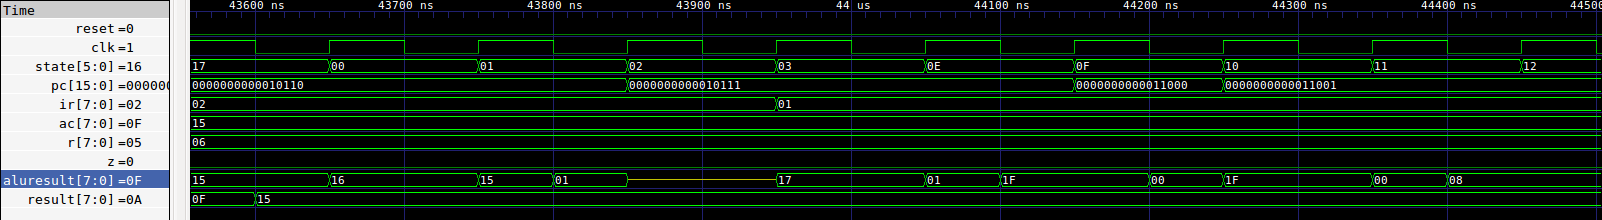 Time 43600 ns 43700 ns 43800 ns 43900 ns 44 us 44100 ns 44200 ns 44300 ns 44400 ns 44500
reset=0
clk=1
state[5:0]=16 17 00 01 02 03 0E 0F 10 11 12
pc[15:0]=000000 0000000000010110 0000000000010111 0000000000011000 0000000000011001
ir[7:0]=02 02 01
ac[7:0]=0F 15
r[7:0]=05 06
z=0
aluresult[7:0]=0F 15 16 15 01 17 01 1F 00 1F 00 08
result[7:0]=0A 0F 15